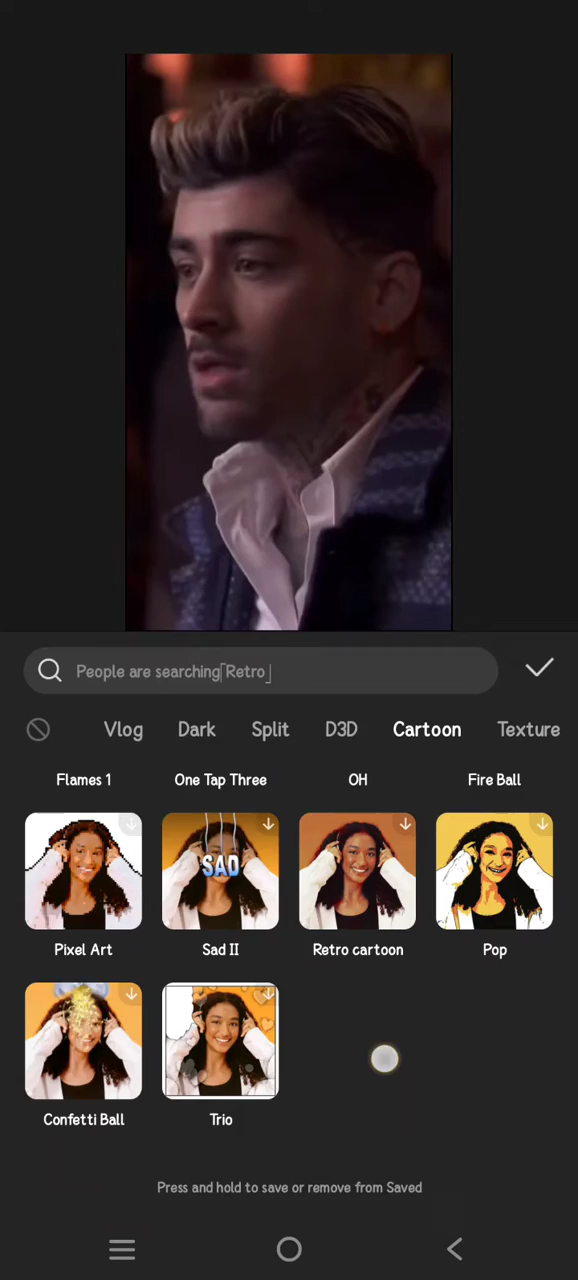 People are searching「Retro」
Vlog Dark Split D3D Cartoon Texture
Flames 1 One Tap Three OH Fire Ball
SAD
Pixel Art Sad II Retro cartoon Pop
Confetti Ball Trio
Press and hold to save or remove from Saved